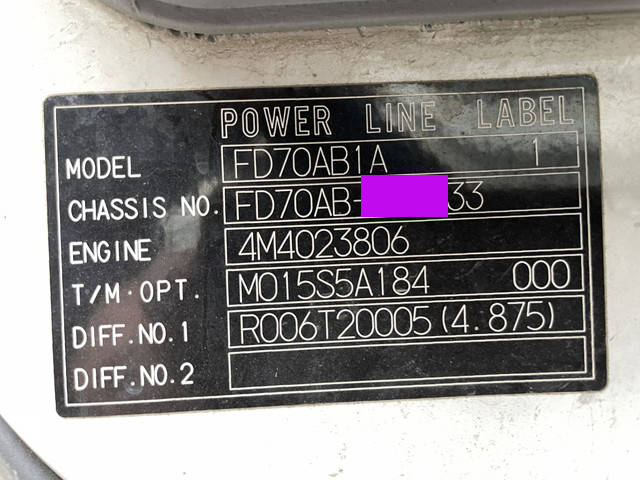 POWER LINE LABEL
MODEL FD70AB1A 1
CHASSIS NO. FD70AB- 33
ENGINE 4M4023806
T/M·OPT. M015S5A184 000
DIFF.NO.1 R006T20005(4.875)
DIFF.NO.2